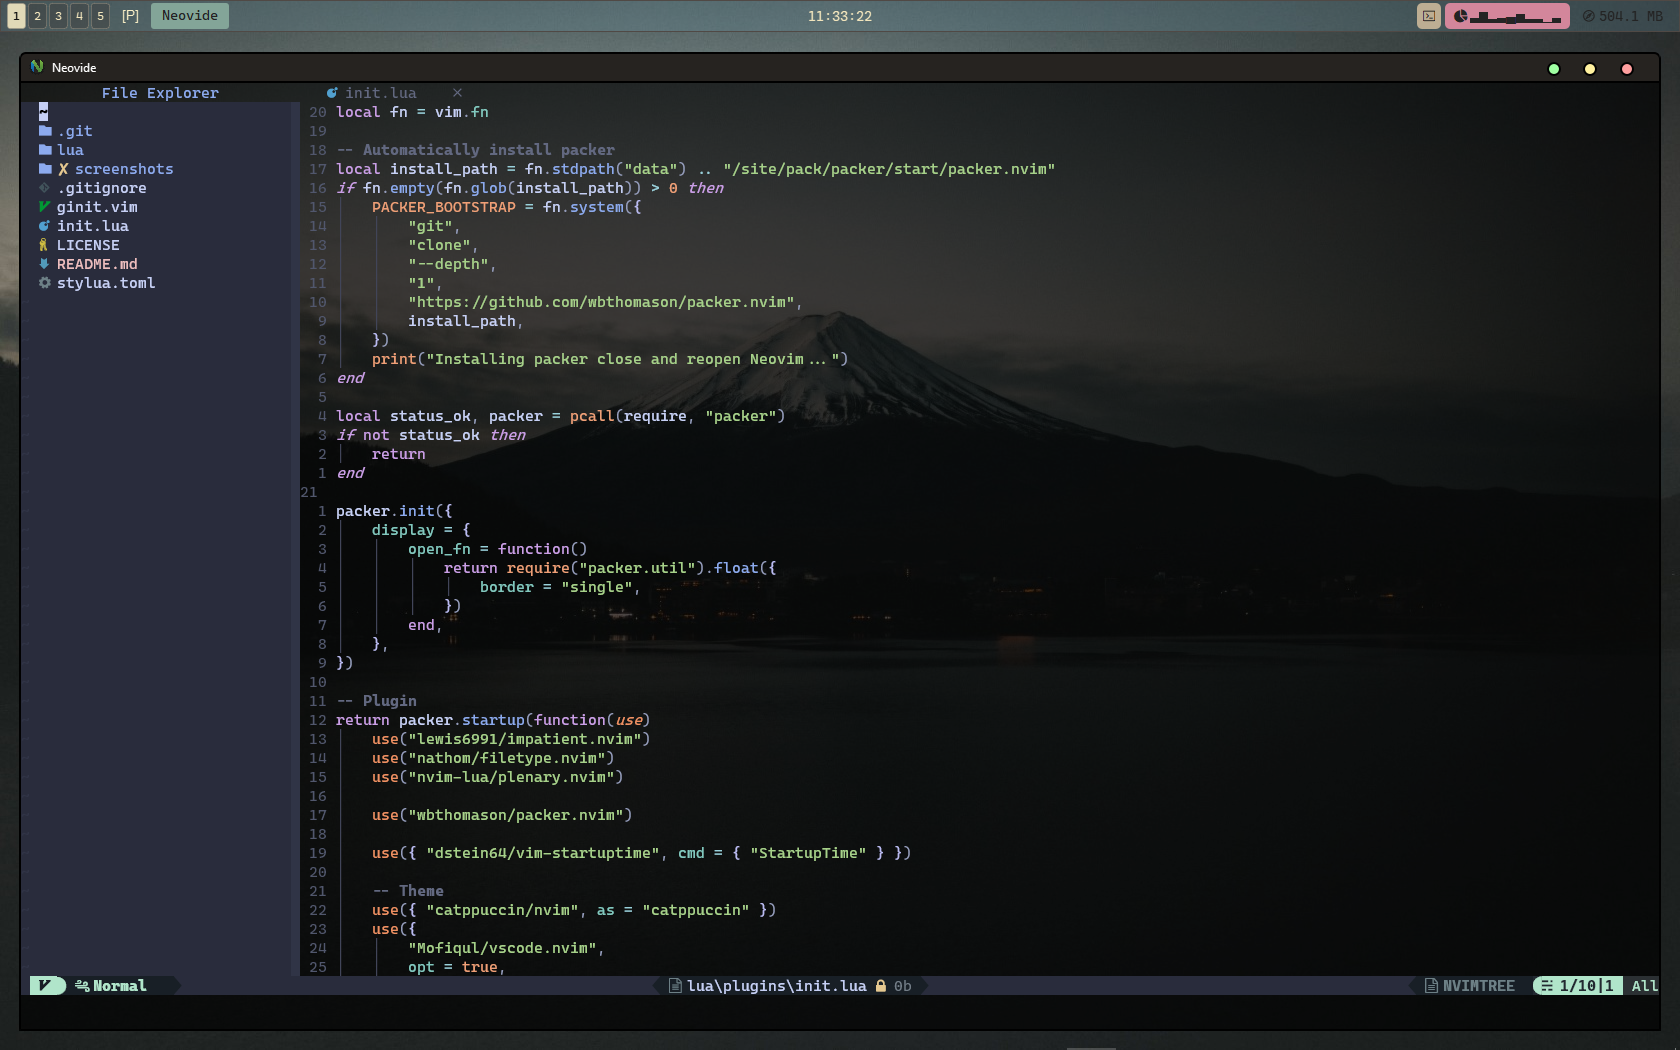 1 2 3 4 5 [P] Neovide 11:33:22 504.1 MB
Neovide
File Explorer init.lua ×
~
.git
lua
✗ screenshots
.gitignore
ginit.vim
init.lua
LICENSE
README.md
stylua.toml
20 local fn = vim.fn
19
18 -- Automatically install packer
17 local install_path = fn.stdpath("data") .. "/site/pack/packer/start/packer.nvim"
16 if fn.empty(fn.glob(install_path)) > 0 then
15 PACKER_BOOTSTRAP = fn.system({
14 "git",
13 "clone",
12 "--depth",
11 "1",
10 "https://github.com/wbthomason/packer.nvim",
9 install_path,
8 })
7 print("Installing packer close and reopen Neovim...")
6 end
5
4 local status_ok, packer = pcall(require, "packer")
3 if not status_ok then
2 return
1 end
21
1 packer.init({
2 display = {
3 open_fn = function()
4 return require("packer.util").float({
5 border = "single",
6 })
7 end,
8 },
9 })
10
11 -- Plugin
12 return packer.startup(function(use)
13 use("lewis6991/impatient.nvim")
14 use("nathom/filetype.nvim")
15 use("nvim-lua/plenary.nvim")
16
17 use("wbthomason/packer.nvim")
18
19 use({ "dstein64/vim-startuptime", cmd = { "StartupTime" } })
20
21 -- Theme
22 use({ "catppuccin/nvim", as = "catppuccin" })
23 use({
24 "Mofiqul/vscode.nvim",
25 opt = true,
Normal lua\plugins\init.lua 0b NVIMTREE 1/10|1 All